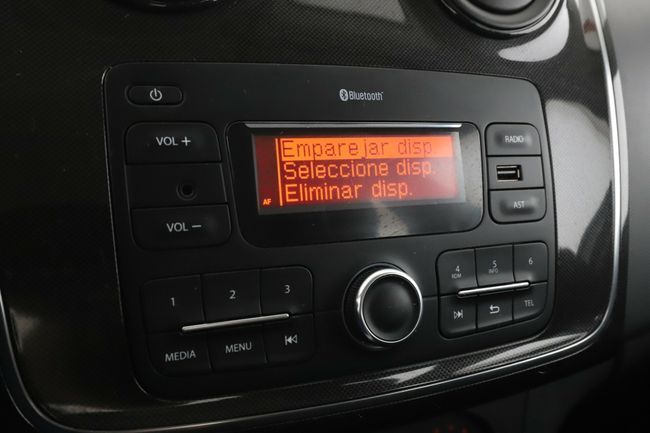 Bluetooth
VOL +
VOL −
Emparejar disp
Seleccione disp.
Eliminar disp.
AF
RADIO
AST
1
2
3
MEDIA
MENU
4
RDM
5
INFO
6
TEL